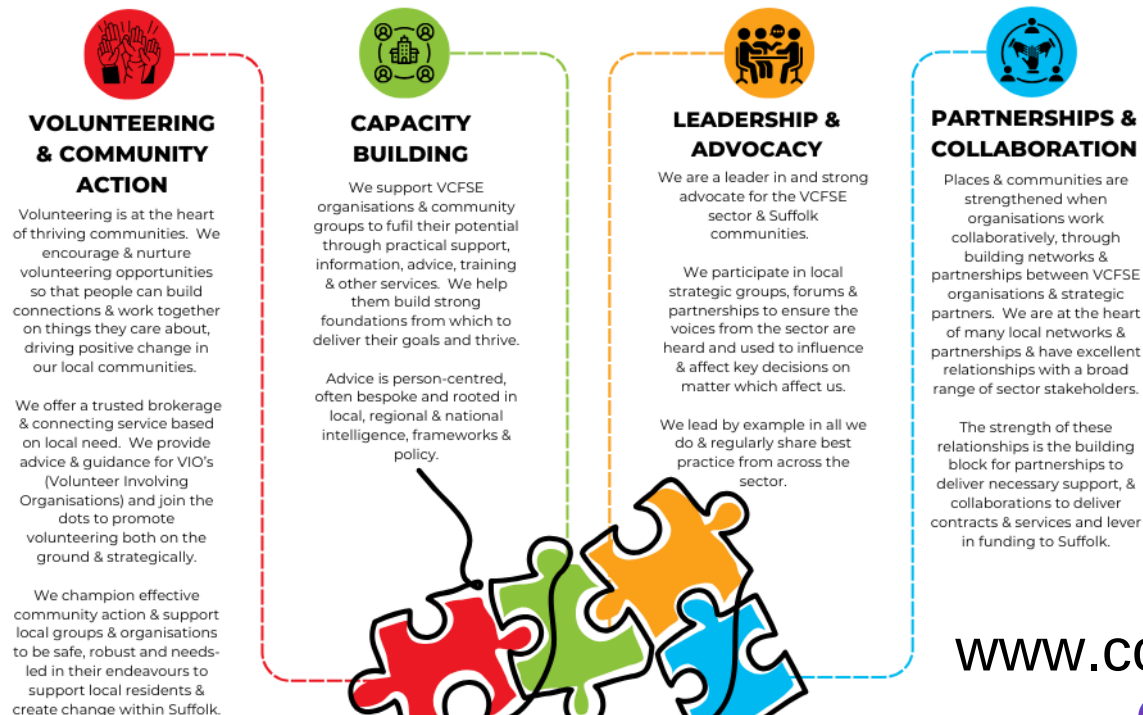 VOLUNTEERING
& COMMUNITY
ACTION
Volunteering is at the heart
of thriving communities. We
encourage & nurture
volunteering opportunities
so that people can build
connections & work together
on things they care about,
driving positive change in
our local communities.
We offer a trusted brokerage
& connecting service based
on local need. We provide
advice & guidance for VIO's
(Volunteer Involving
Organisations) and join the
dots to promote
volunteering both on the
ground & strategically.
We champion effective
community action & support
local groups & organisations
to be safe, robust and needs-
led in their endeavours to
support local residents &
create change within Suffolk.
CAPACITY
BUILDING
We support VCFSE
organisations & community
groups to fufil their potential
through practical support,
information, advice, training
& other services. We help
them build strong
foundations from which to
deliver their goals and thrive.
Advice is person-centred,
often bespoke and rooted in
local, regional & national
intelligence, frameworks &
policy.
LEADERSHIP &
ADVOCACY
We are a leader in and strong
advocate for the VCFSE
sector & Suffolk
communities.
We participate in local
strategic groups, forums &
partnerships to ensure the
voices from the sector are
heard and used to influence
& affect key decisions on
matter which affect us.
We lead by example in all we
do & regularly share best
practice from across the
sector.
PARTNERSHIPS &
COLLABORATION
Places & communities are
strengthened when
organisations work
collaboratively, through
building networks &
partnerships between VCFSE
organisations & strategic
partners. We are at the heart
of many local networks &
partnerships & have excellent
relationships with a broad
range of sector stakeholders.
The strength of these
relationships is the building
block for partnerships to
deliver necessary support, &
collaborations to deliver
contracts & services and lever
in funding to Suffolk.